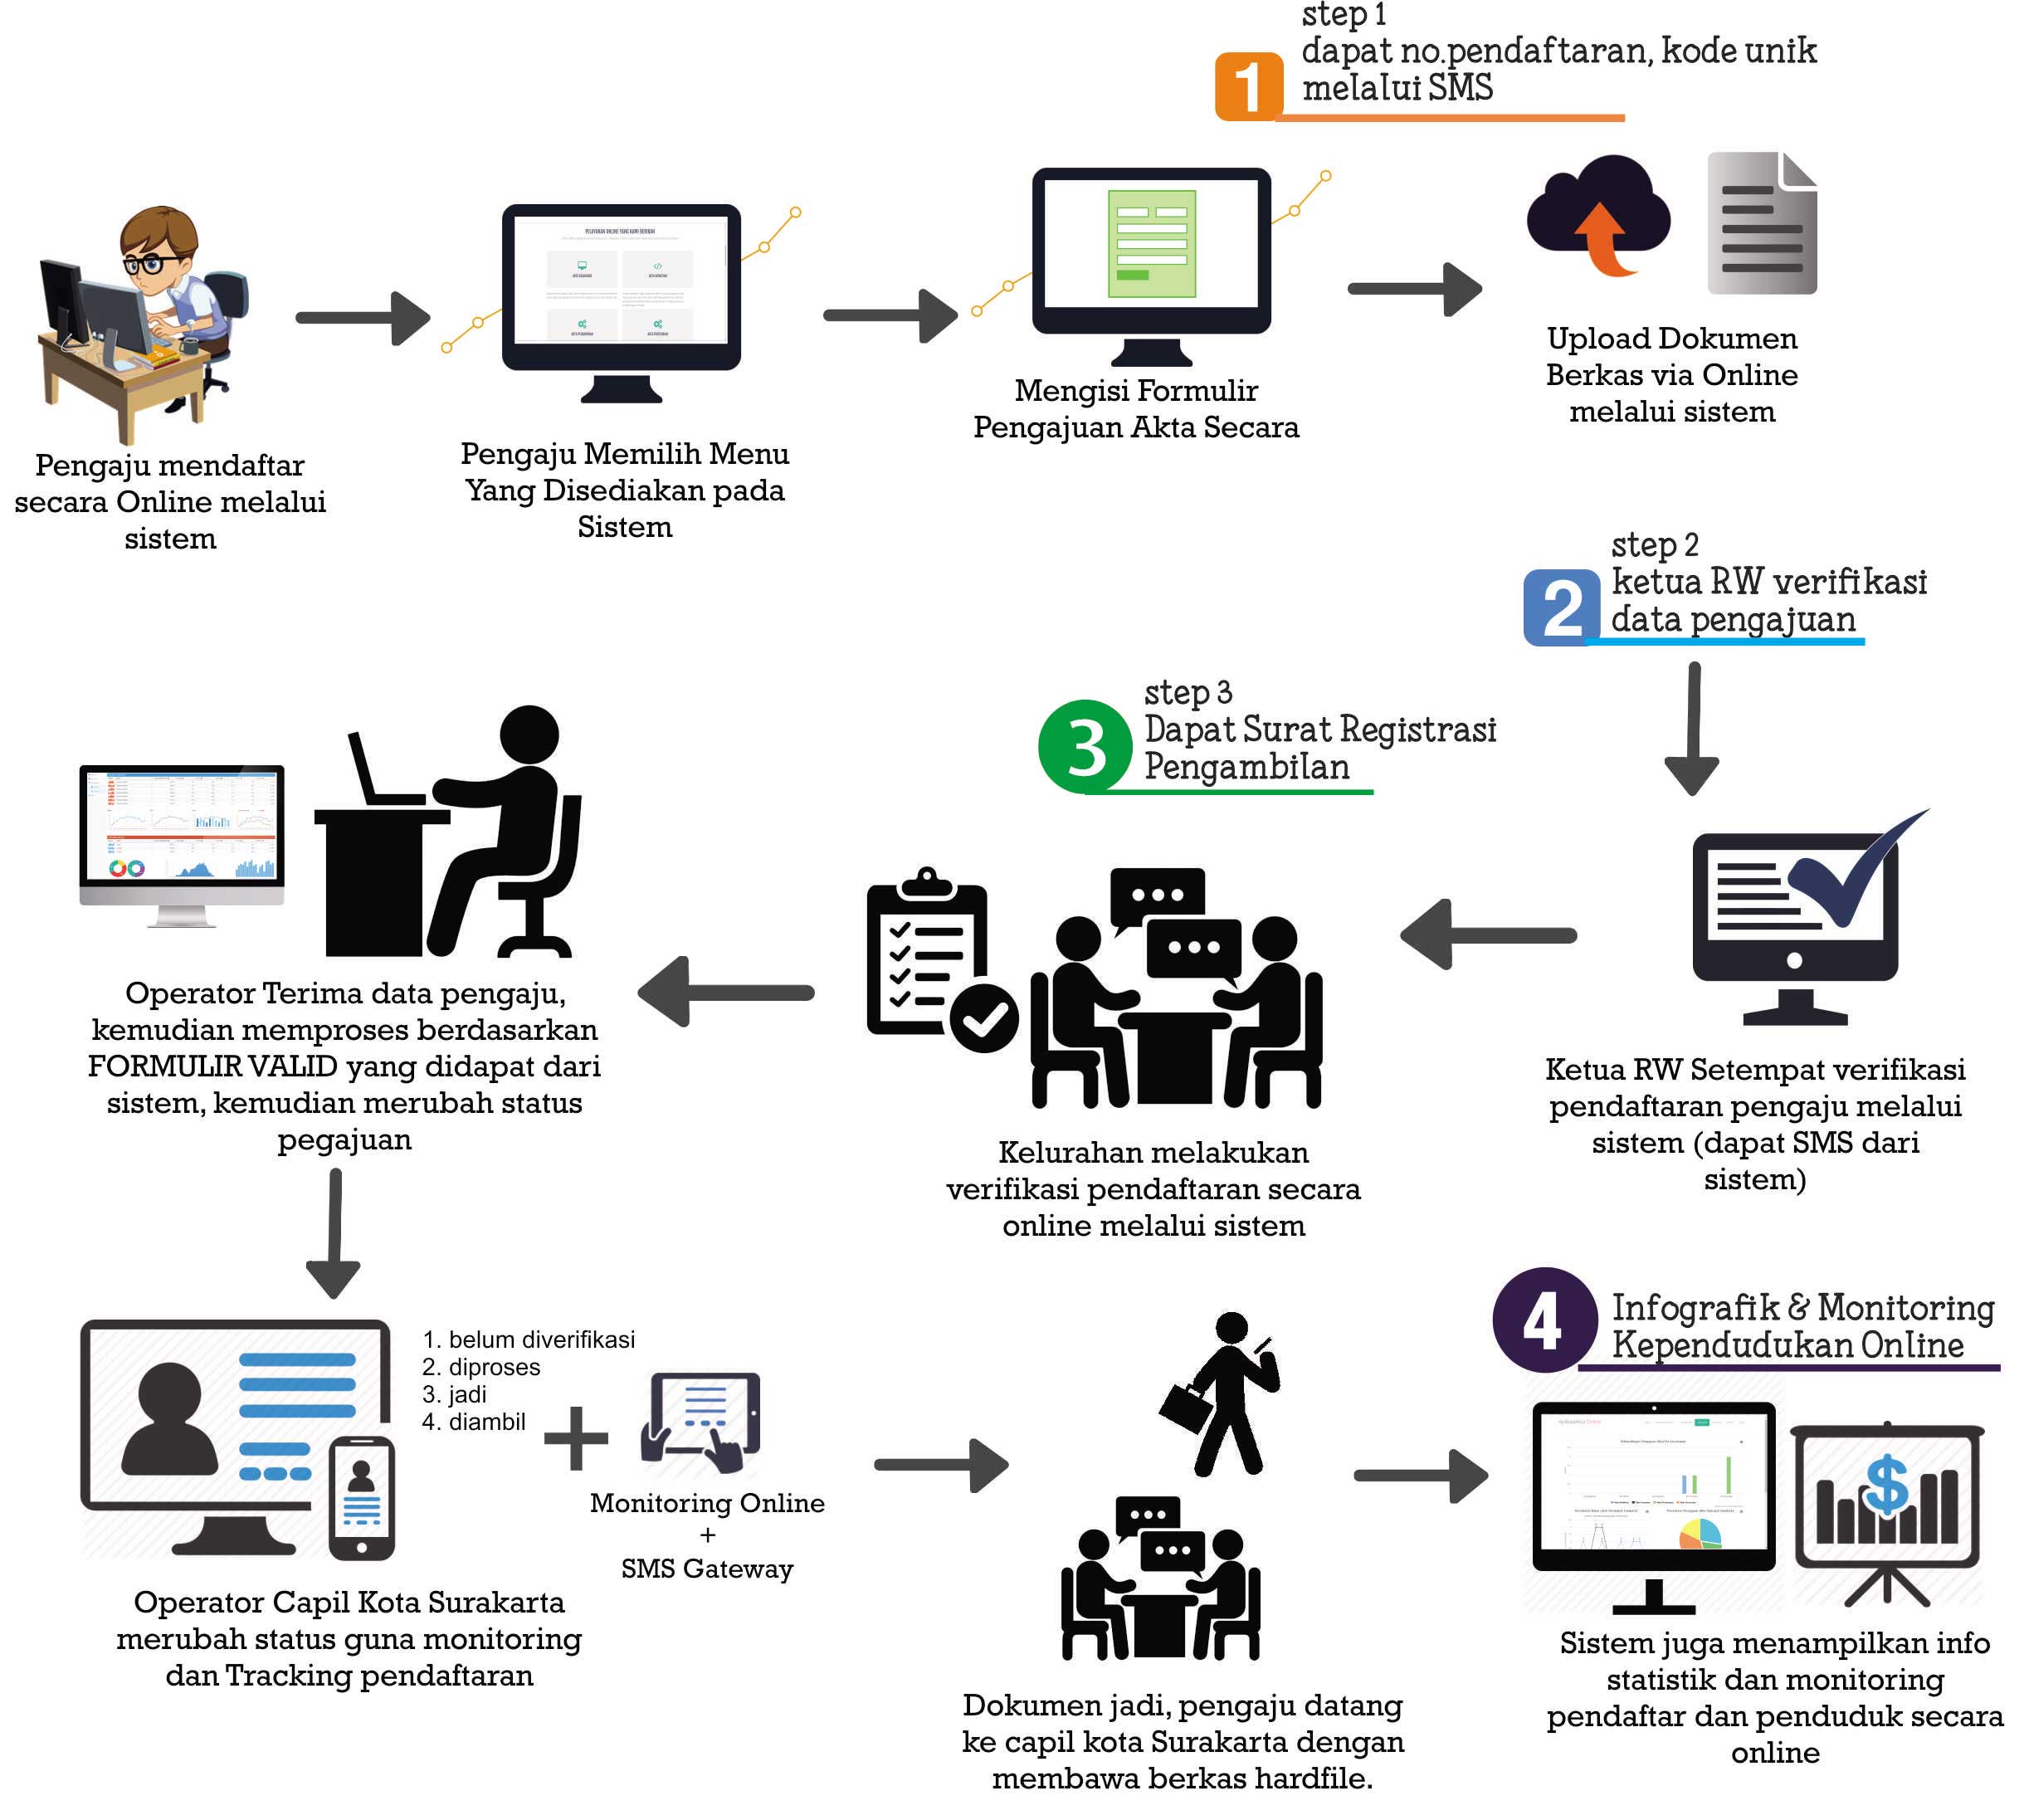 step 1
dapat no.pendaftaran, kode unik
melalui SMS
1
PELAYANAN ONLINE YANG KAMI BERIKAN
Pengaju mendaftar
secara Online melalui
sistem
Pengaju Memilih Menu
Yang Disediakan pada
Sistem
Mengisi Formulir
Pengajuan Akta Secara
Upload Dokumen
Berkas via Online
melalui sistem
step 2
ketua RW verifikasi
data pengajuan
2
step 3
Dapat Surat Registrasi
Pengambilan
3
Ketua RW Setempat verifikasi
pendaftaran pengaju melalui
sistem (dapat SMS dari
sistem)
Kelurahan melakukan
verifikasi pendaftaran secara
online melalui sistem
Operator Terima data pengaju,
kemudian memproses berdasarkan
FORMULIR VALID yang didapat dari
sistem, kemudian merubah status
pegajuan
1. belum diverifikasi
2. diproses
3. jadi
4. diambil
Monitoring Online
+
SMS Gateway
Operator Capil Kota Surakarta
merubah status guna monitoring
dan Tracking pendaftaran
Dokumen jadi, pengaju datang
ke capil kota Surakarta dengan
membawa berkas hardfile.
4
Infografik & Monitoring
Kependudukan Online
$
Sistem juga menampilkan info
statistik dan monitoring
pendaftar dan penduduk secara
online